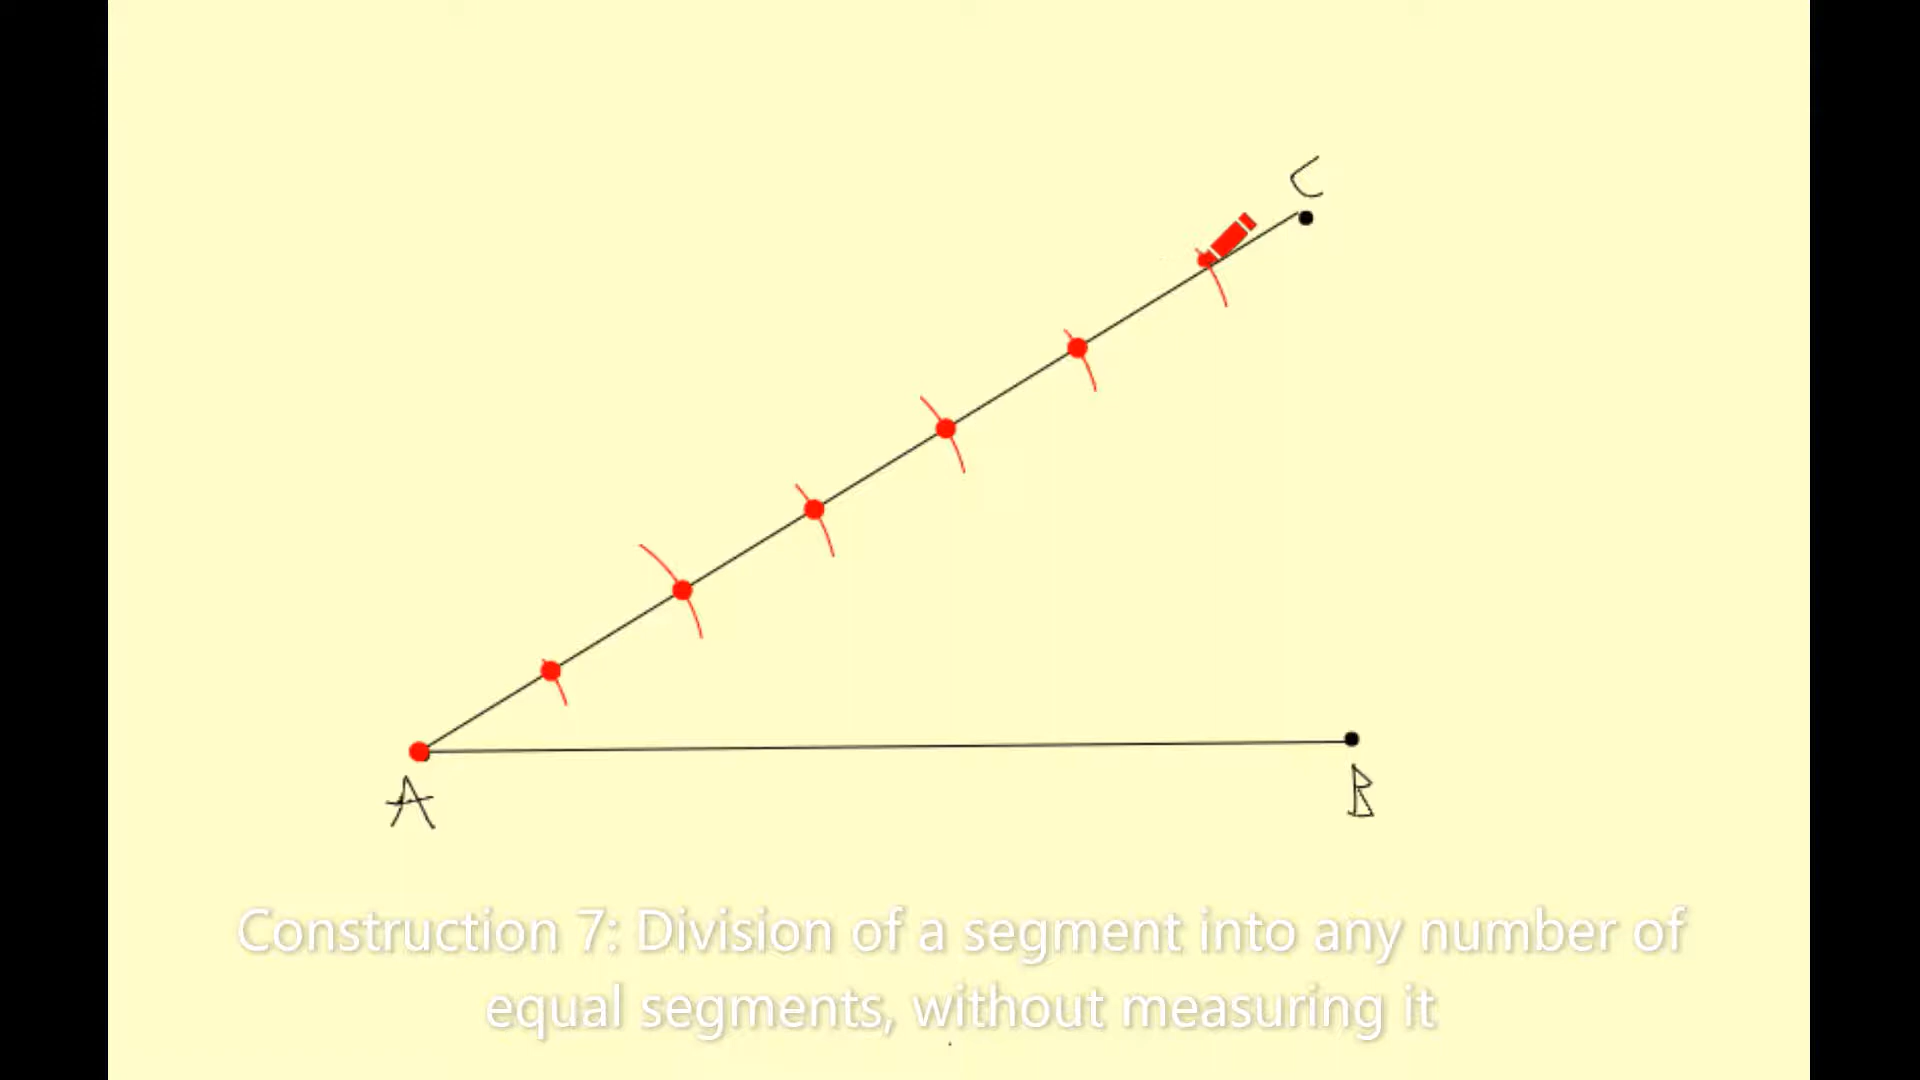 C
A
B
Construction 7: Division of a segment into any number of
equal segments, without measuring it